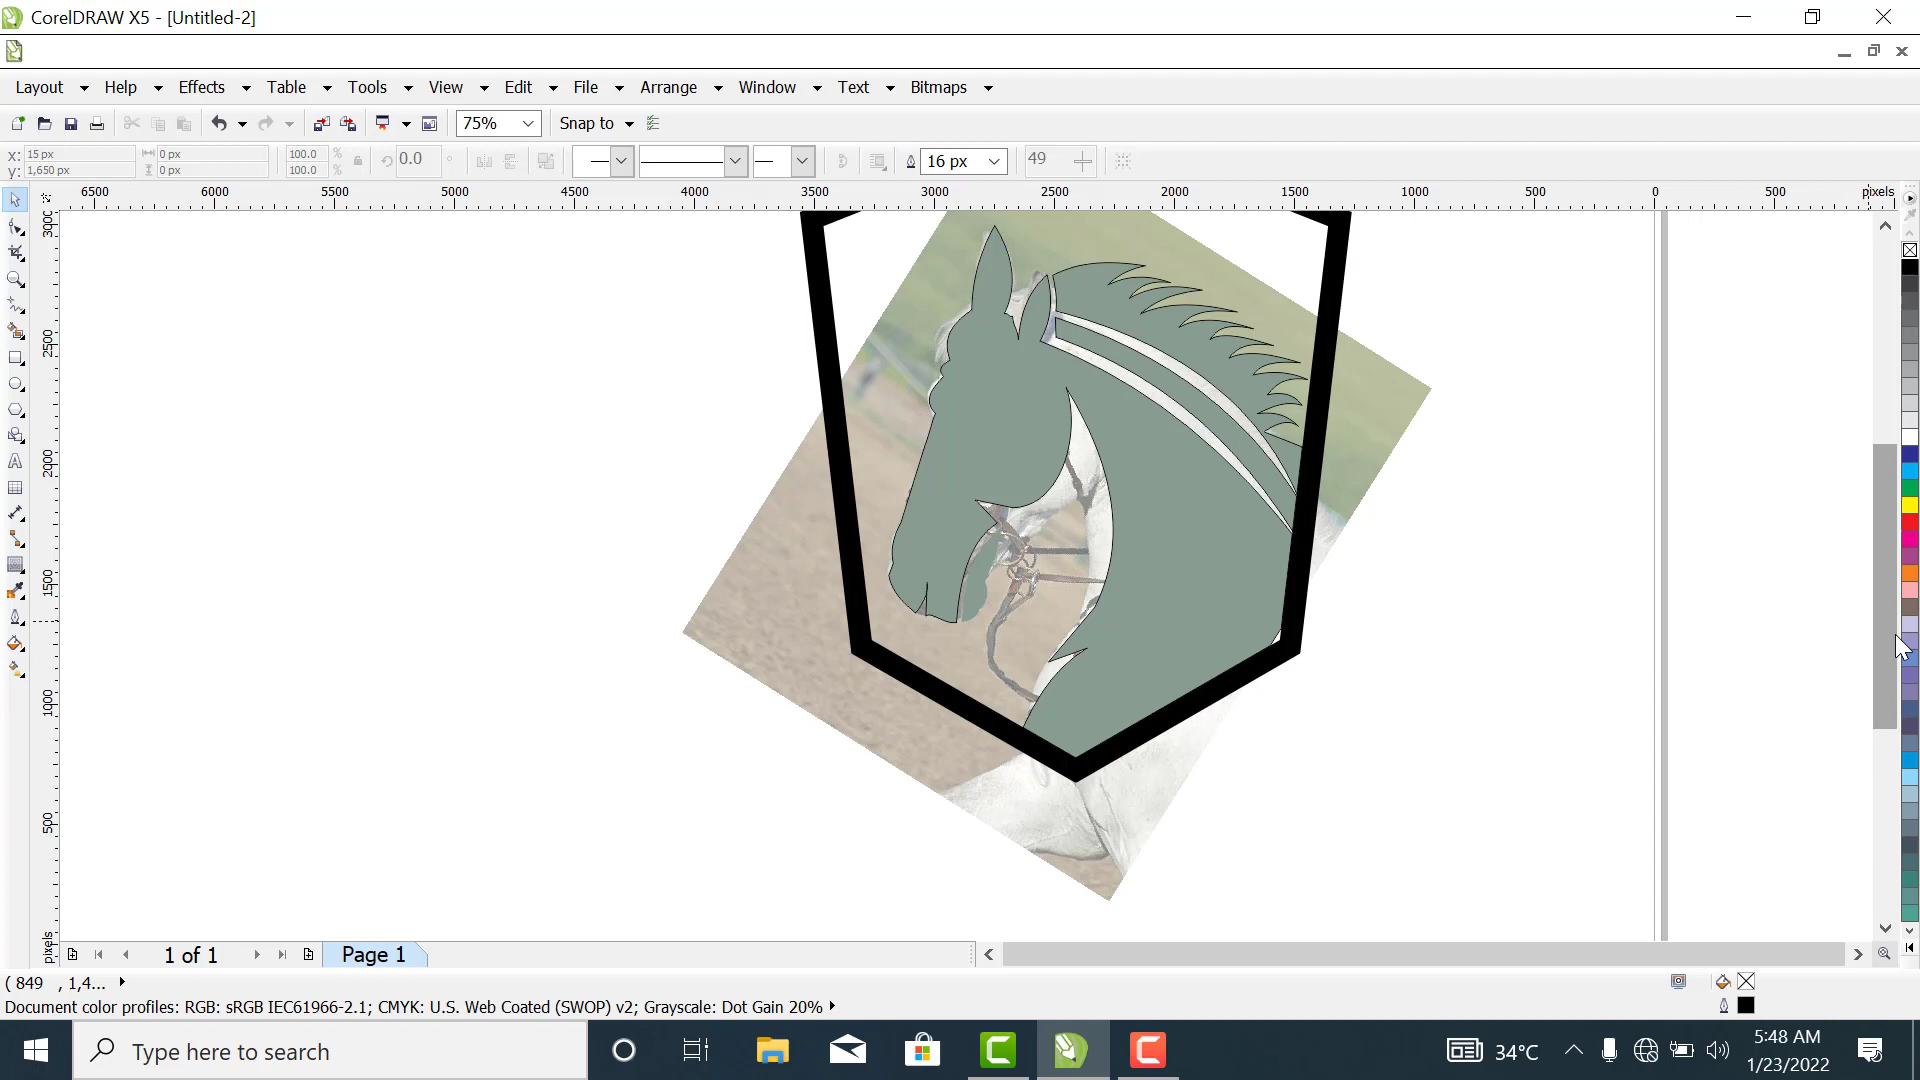 CorelDRAW X5 - [Untitled-2]
Layout Help Effects Table Tools View Edit File Arrange Window Text Bitmaps
75% Snap to
x: 15 px 0 px 100.0 % 0.0 ° 16 px 49
y: 1,650 px 0 px 100.0 %
6500 6000 5500 5000 4500 4000 3500 3000 2500 2000 1500 1000 500 0 500 pixels
3000
2500
2000
1500
1000
500
pixels
1 of 1 Page 1
( 849 , 1,4...
Document color profiles: RGB: sRGB IEC61966-2.1; CMYK: U.S. Web Coated (SWOP) v2; Grayscale: Dot Gain 20%
Type here to search 34°C 5:48 AM
1/23/2022